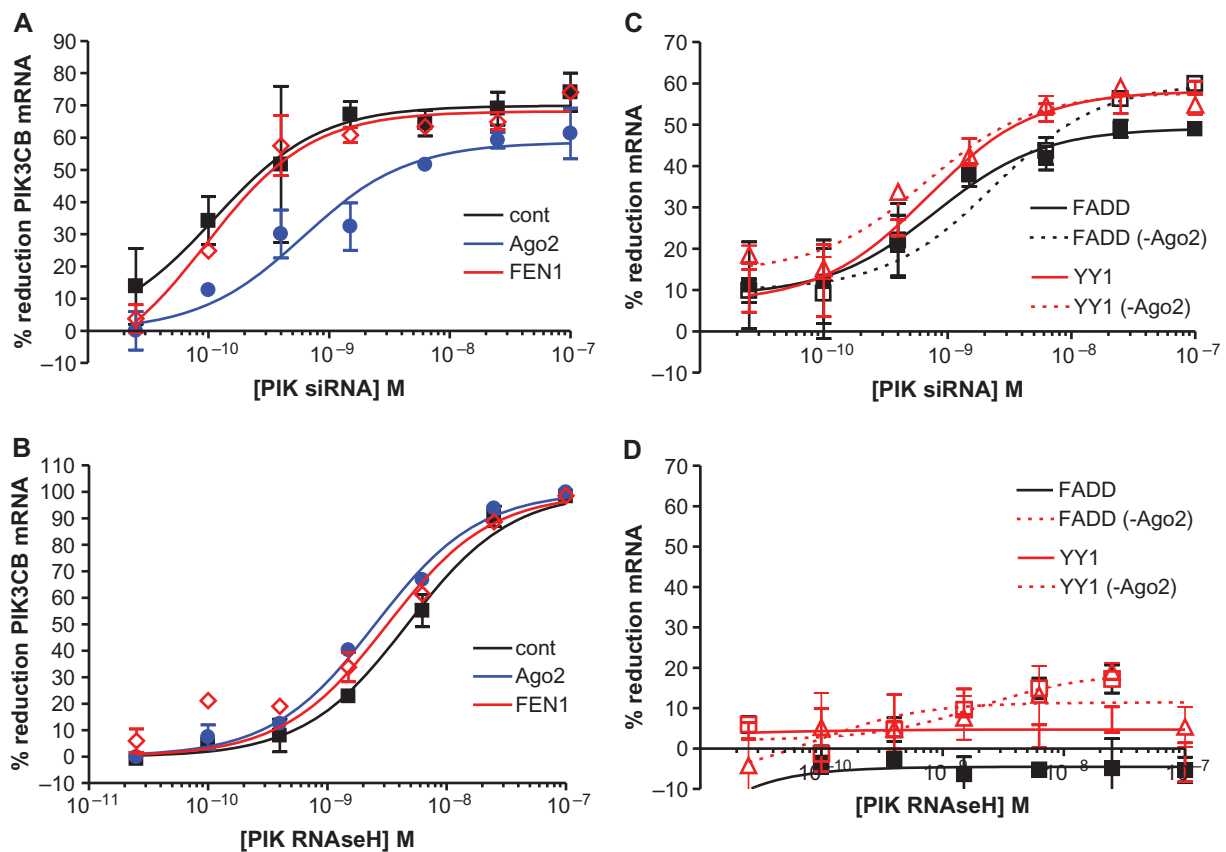 A
% reduction PIK3CB mRNA
90
80
70
60
50
40
30
20
10
0
–10
cont
Ago2
FEN1
10–10
10–9
10–8
10–7
[PIK siRNA] M
C
% reduction mRNA
70
60
50
40
30
20
10
0
–10
FADD
FADD (-Ago2)
YY1
YY1 (-Ago2)
10–10
10–9
10–8
10–7
[PIK siRNA] M
B
% reduction PIK3CB mRNA
110
100
90
80
70
60
50
40
30
20
10
0
–10
cont
Ago2
FEN1
10–11
10–10
10–9
10–8
10–7
[PIK RNAseH] M
D
% reduction mRNA
70
60
50
40
30
20
10
0
–10
FADD
FADD (-Ago2)
YY1
YY1 (-Ago2)
10–10
10–9
10–8
10–7
[PIK RNAseH] M